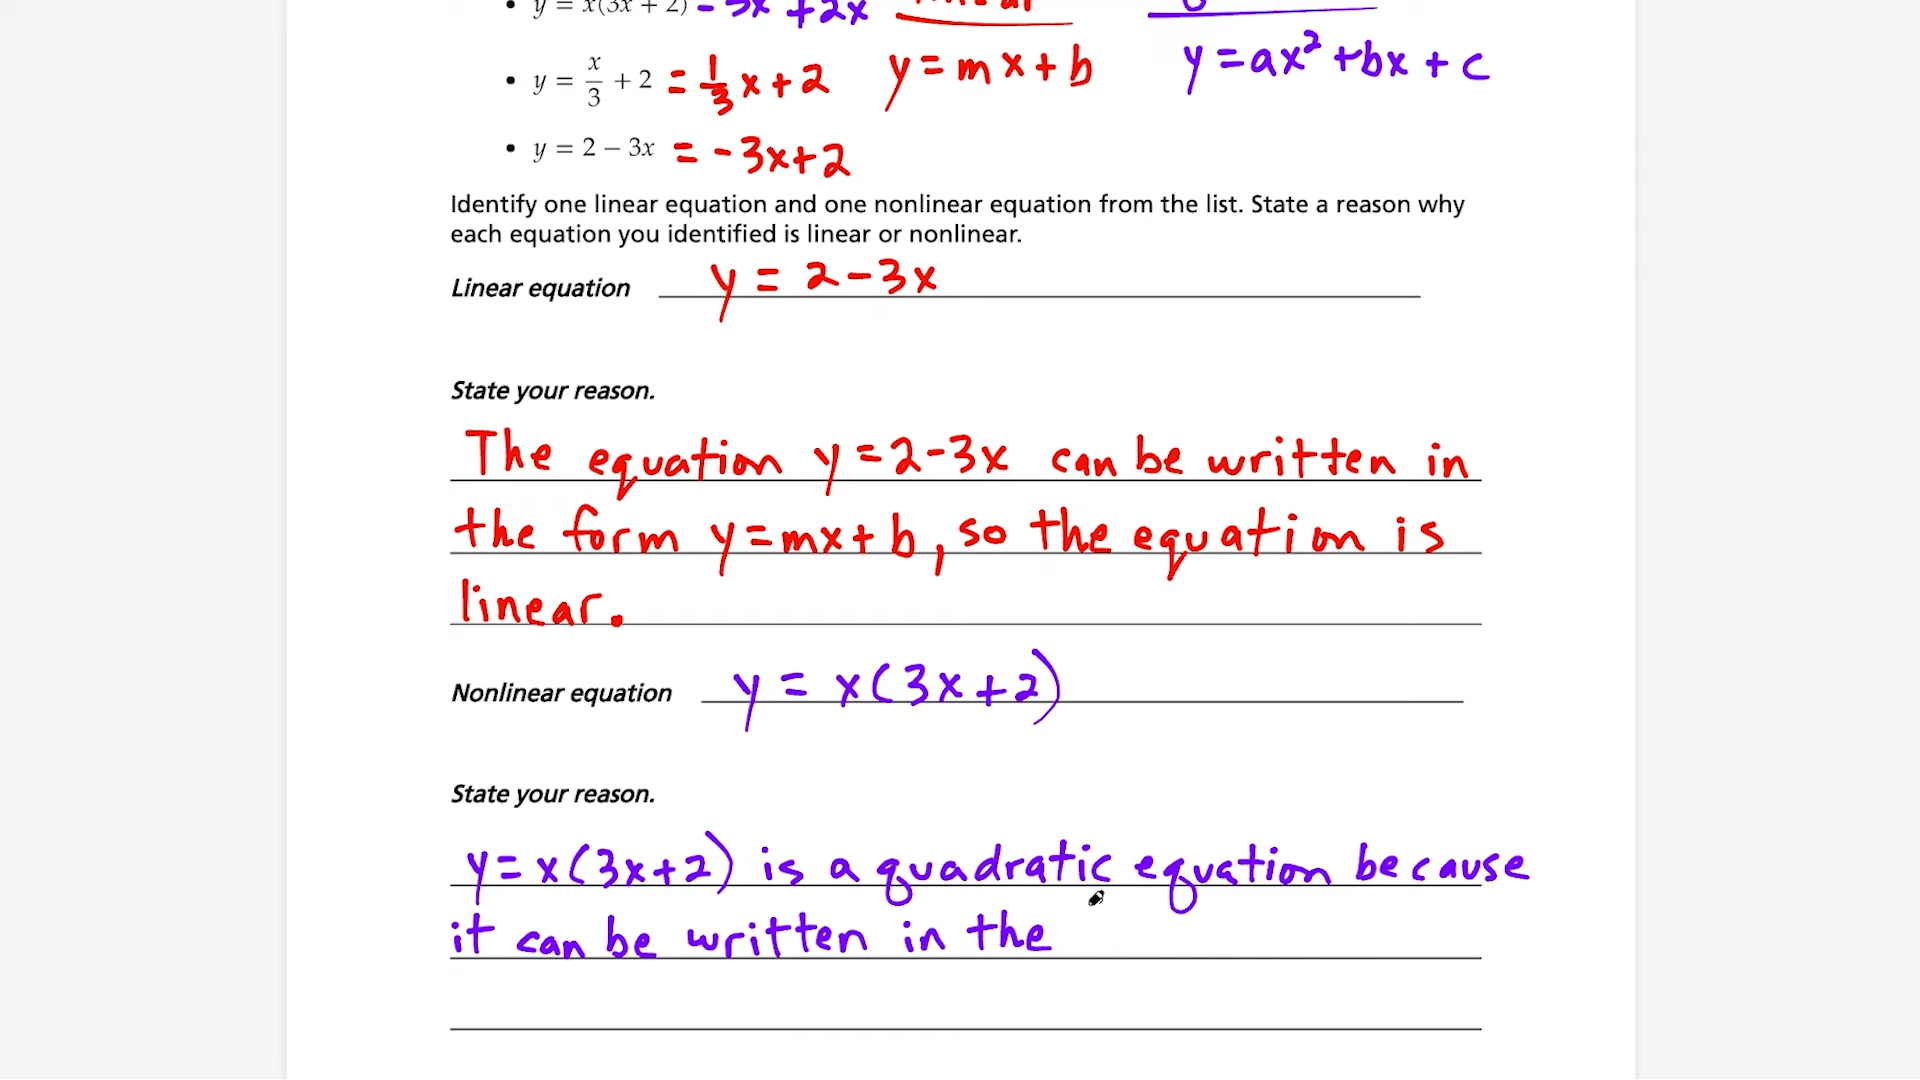 • y = x(3x + 2) = 3x + 2x
• y = x/3 + 2 = 1/3 x + 2 y = mx + b y = ax² + bx + c
• y = 2 – 3x = -3x + 2
Identify one linear equation and one nonlinear equation from the list. State a reason why
each equation you identified is linear or nonlinear.
Linear equation y = 2 - 3x
State your reason.
The equation y = 2 - 3x can be written in
the form y = mx + b, so the equation is
linear.
Nonlinear equation y = x(3x + 2)
State your reason.
y = x(3x + 2) is a quadratic equation because
it can be written in the